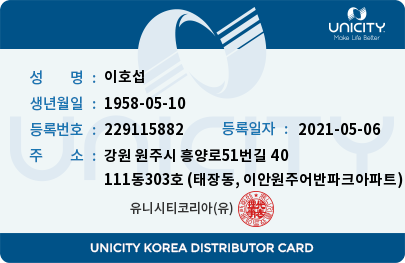 UNICITY
Make Life Better
성 명 : 이호섭
생년월일 : 1958-05-10
등록번호 : 229115882 등록일자 : 2021-05-06
주 소 : 강원 원주시 흥양로51번길 40
111동303호 (태장동, 이안원주어반파크아파트)
유니시티코리아(유)
UNICITY
UNICITY KOREA DISTRIBUTOR CARD